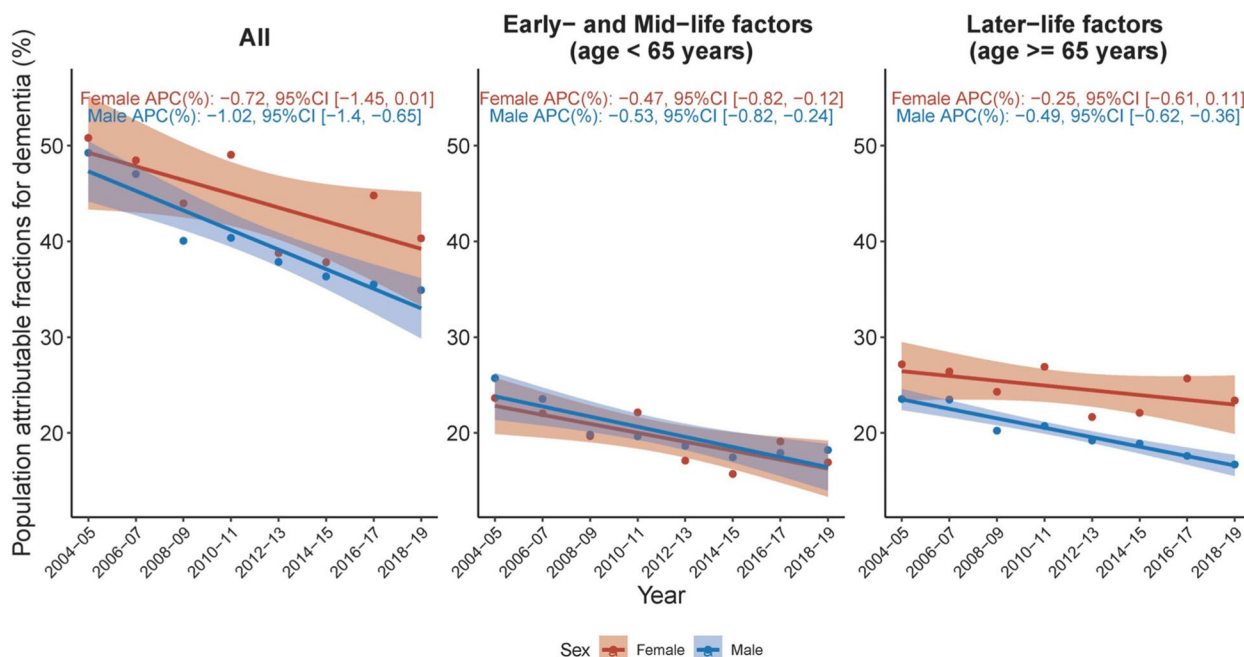 All
Early− and Mid−life factors
(age < 65 years)
Later−life factors
(age >= 65 years)
Population attributable fractions for dementia (%)
50
40
30
20
Female APC(%): −0.72, 95%CI [−1.45, 0.01]
Male APC(%): −1.02, 95%CI [−1.4, −0.65]
Female APC(%): −0.47, 95%CI [−0.82, −0.12]
Male APC(%): −0.53, 95%CI [−0.82, −0.24]
Female APC(%): −0.25, 95%CI [−0.61, 0.11]
Male APC(%): −0.49, 95%CI [−0.62, −0.36]
50
40
30
20
50
40
30
20
2004−05
2006−07
2008−09
2010−11
2012−13
2014−15
2016−17
2018−19
2004−05
2006−07
2008−09
2010−11
2012−13
2014−15
2016−17
2018−19
2004−05
2006−07
2008−09
2010−11
2012−13
2014−15
2016−17
2018−19
Year
Sex Female Male